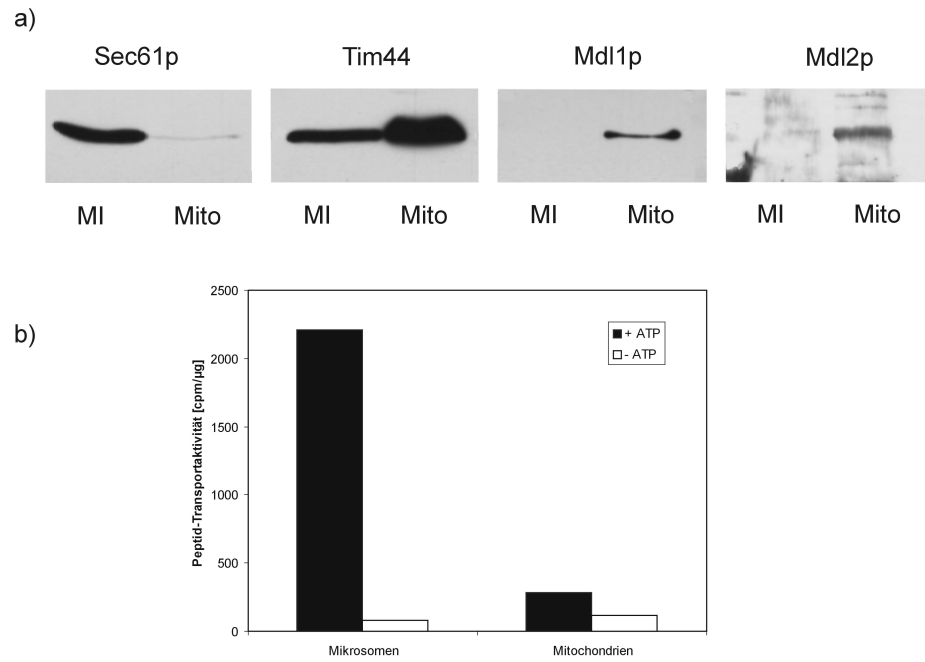 a)
Sec61p Tim44 Mdl1p Mdl2p
MI Mito MI Mito MI Mito MI Mito
b)
Peptid-Transportaktivität [cpm/µg]
2500
2000
1500
1000
500
0
+ ATP
- ATP
Mikrosomen Mitochondrien